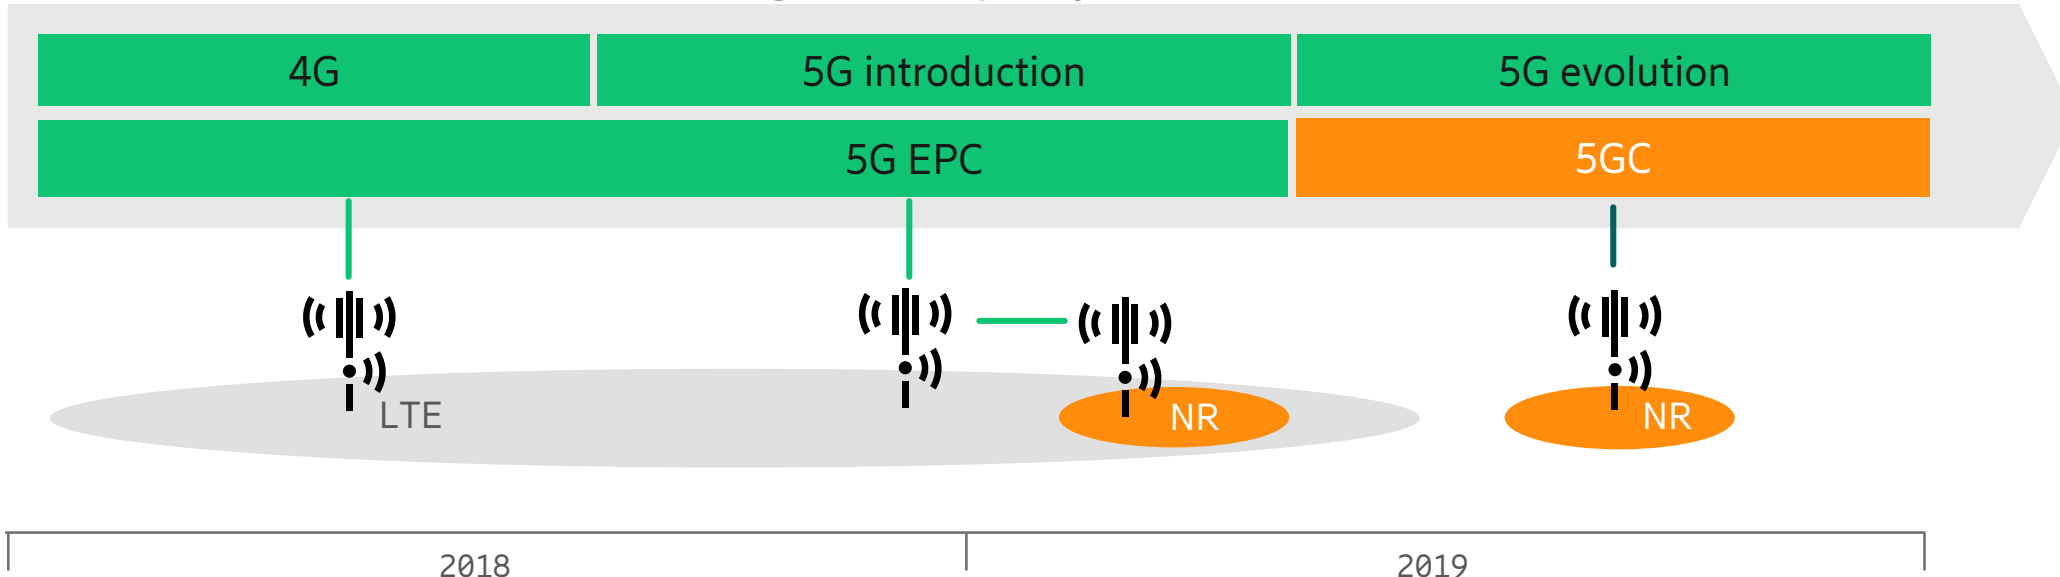 4G
5G introduction
5G evolution
5G EPC
5GC
LTE
NR
NR
2018
2019